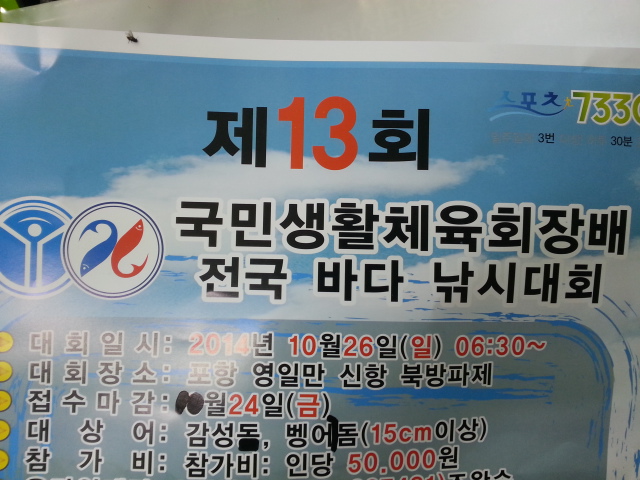 스포츠 7330
3번 30분
제13회
국민생활체육회장배
전국 바다 낚시대회
대회일시: 2014년 10월26일(일) 06:30~
대회장소: 포항 영일만 신항 북방파제
접수마감: 월24일(금)
대상어: 감성돔, 벵어돔(15cm이상)
참가비: 참가비: 인당 50.000원